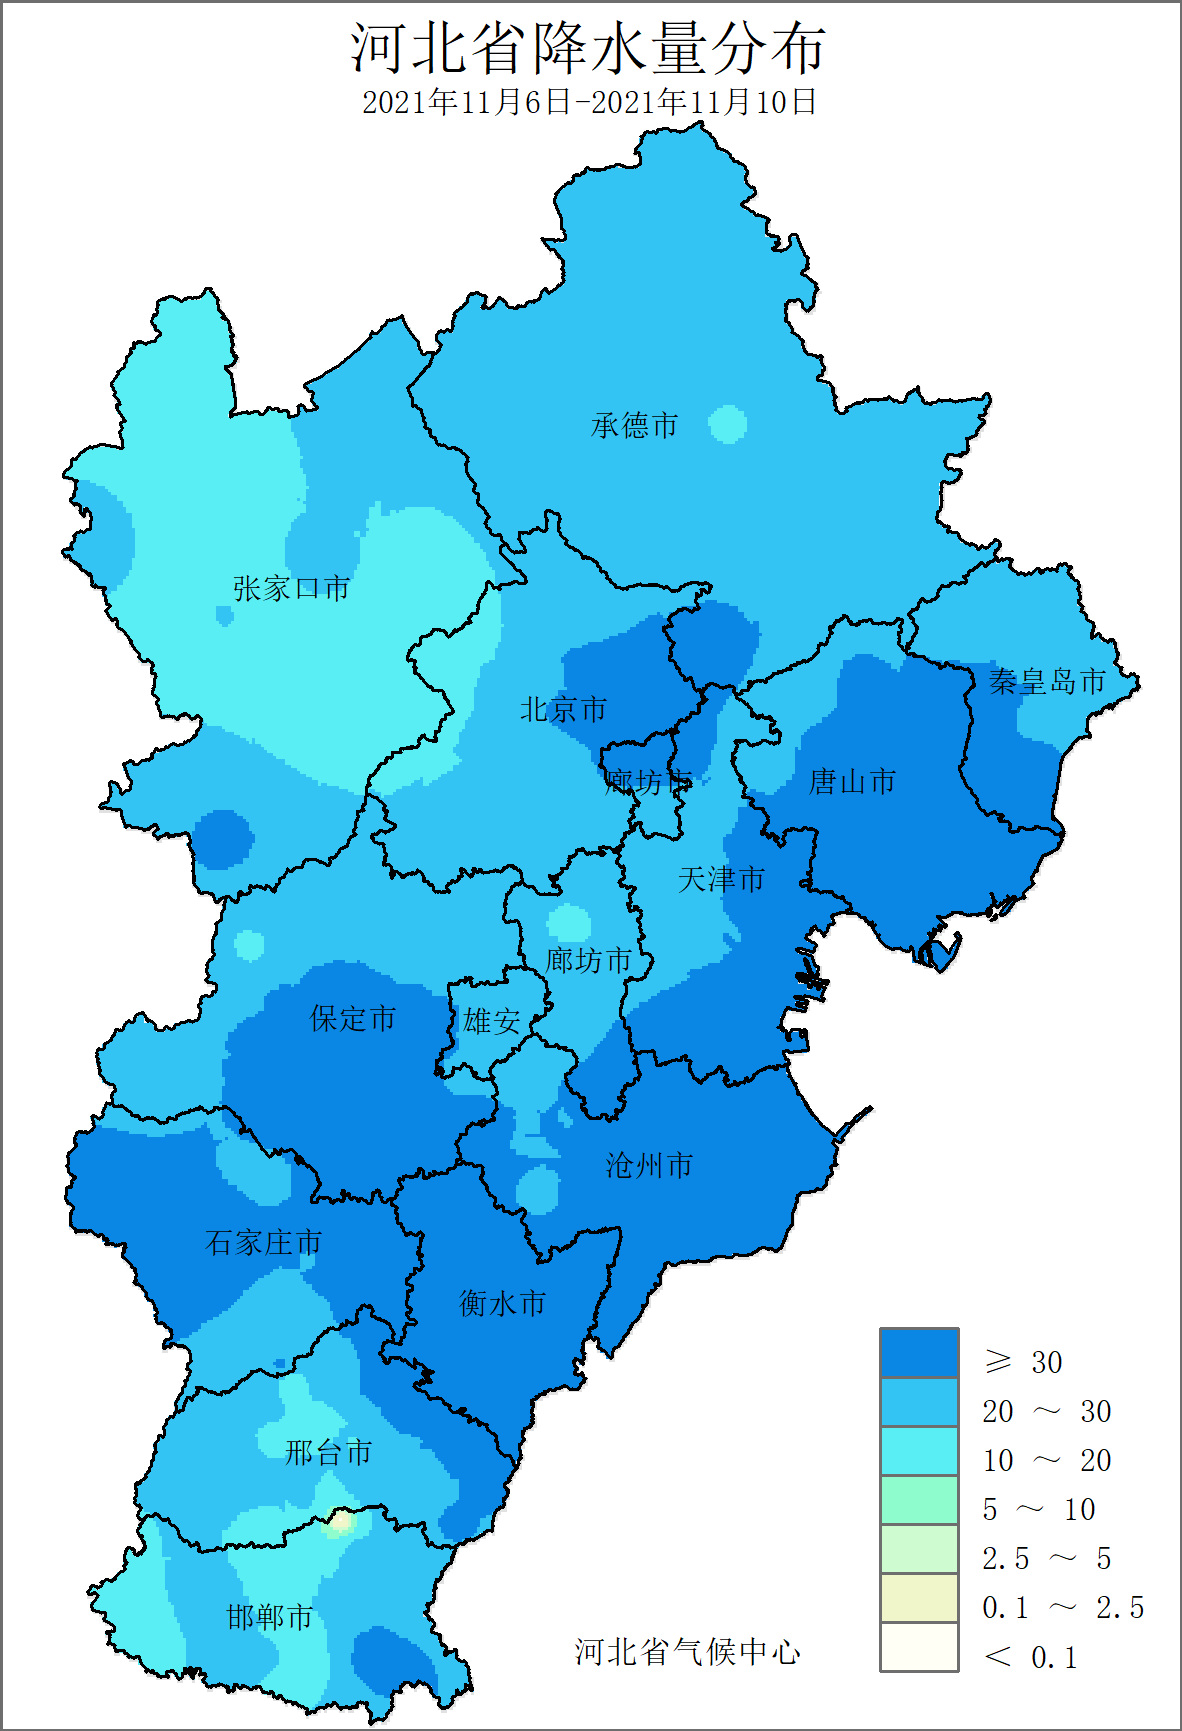 河北省降水量分布
2021年11月6日-2021年11月10日
承德市
张家口市
秦皇岛市
北京市
廊坊市
唐山市
天津市
廊坊市
保定市
雄安
沧州市
石家庄市
衡水市
邢台市
邯郸市
≥ 30
20 ～ 30
10 ～ 20
5 ～ 10
2.5 ～ 5
0.1 ～ 2.5
＜ 0.1
河北省气候中心